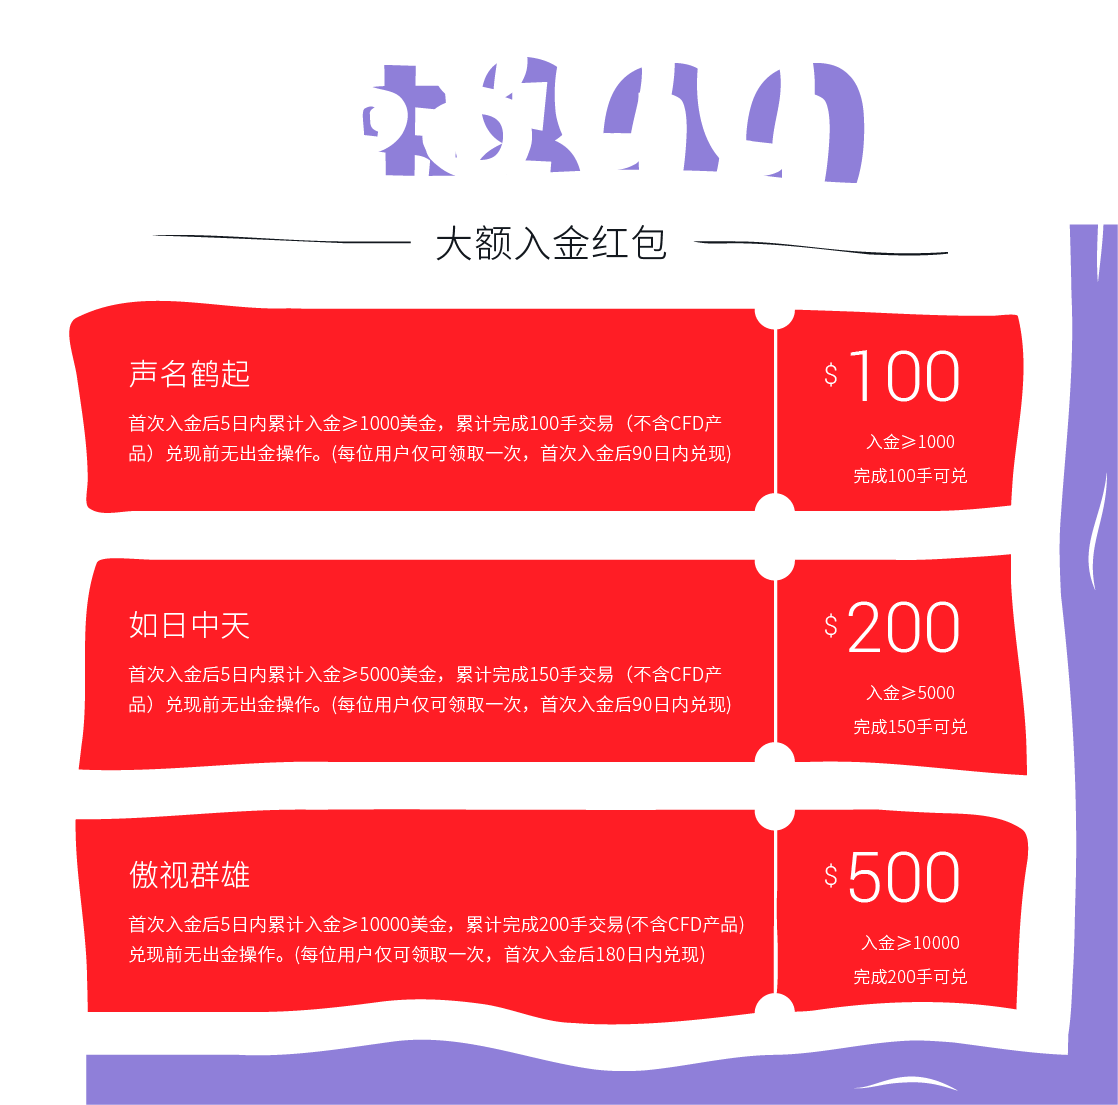 大额入金红包
声名鹤起
首次入金后5日内累计入金≥1000美金，累计完成100手交易（不含CFD产
品）兑现前无出金操作。(每位用户仅可领取一次，首次入金后90日内兑现)
$100
入金≥1000
完成100手可兑
如日中天
首次入金后5日内累计入金≥5000美金，累计完成150手交易（不含CFD产
品）兑现前无出金操作。(每位用户仅可领取一次，首次入金后90日内兑现)
$200
入金≥5000
完成150手可兑
傲视群雄
首次入金后5日内累计入金≥10000美金，累计完成200手交易(不含CFD产品)
兑现前无出金操作。(每位用户仅可领取一次，首次入金后180日内兑现)
$500
入金≥10000
完成200手可兑